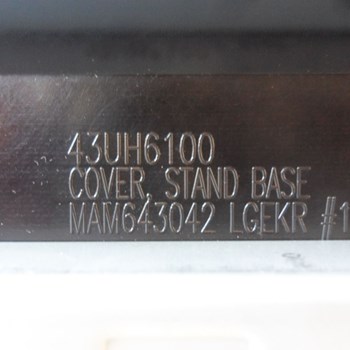 43UH6100
COVER, STAND BASE
MAM643042 LGEKR #1